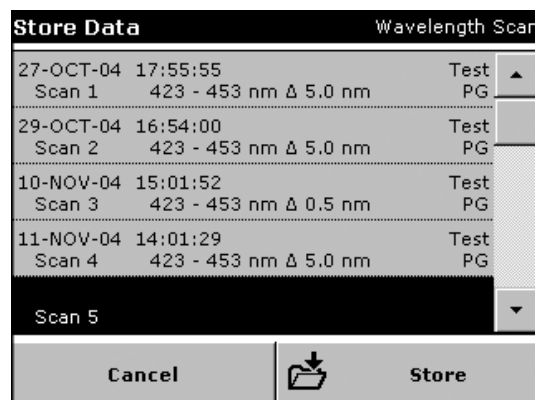 Store Data Wavelength Scan
27-OCT-04 17:55:55 Test
Scan 1 423 - 453 nm Δ 5.0 nm PG
29-OCT-04 16:54:00 Test
Scan 2 423 - 453 nm Δ 5.0 nm PG
10-NOV-04 15:01:52 Test
Scan 3 423 - 453 nm Δ 0.5 nm PG
11-NOV-04 14:01:29 Test
Scan 4 423 - 453 nm Δ 5.0 nm PG
Scan 5
Cancel Store